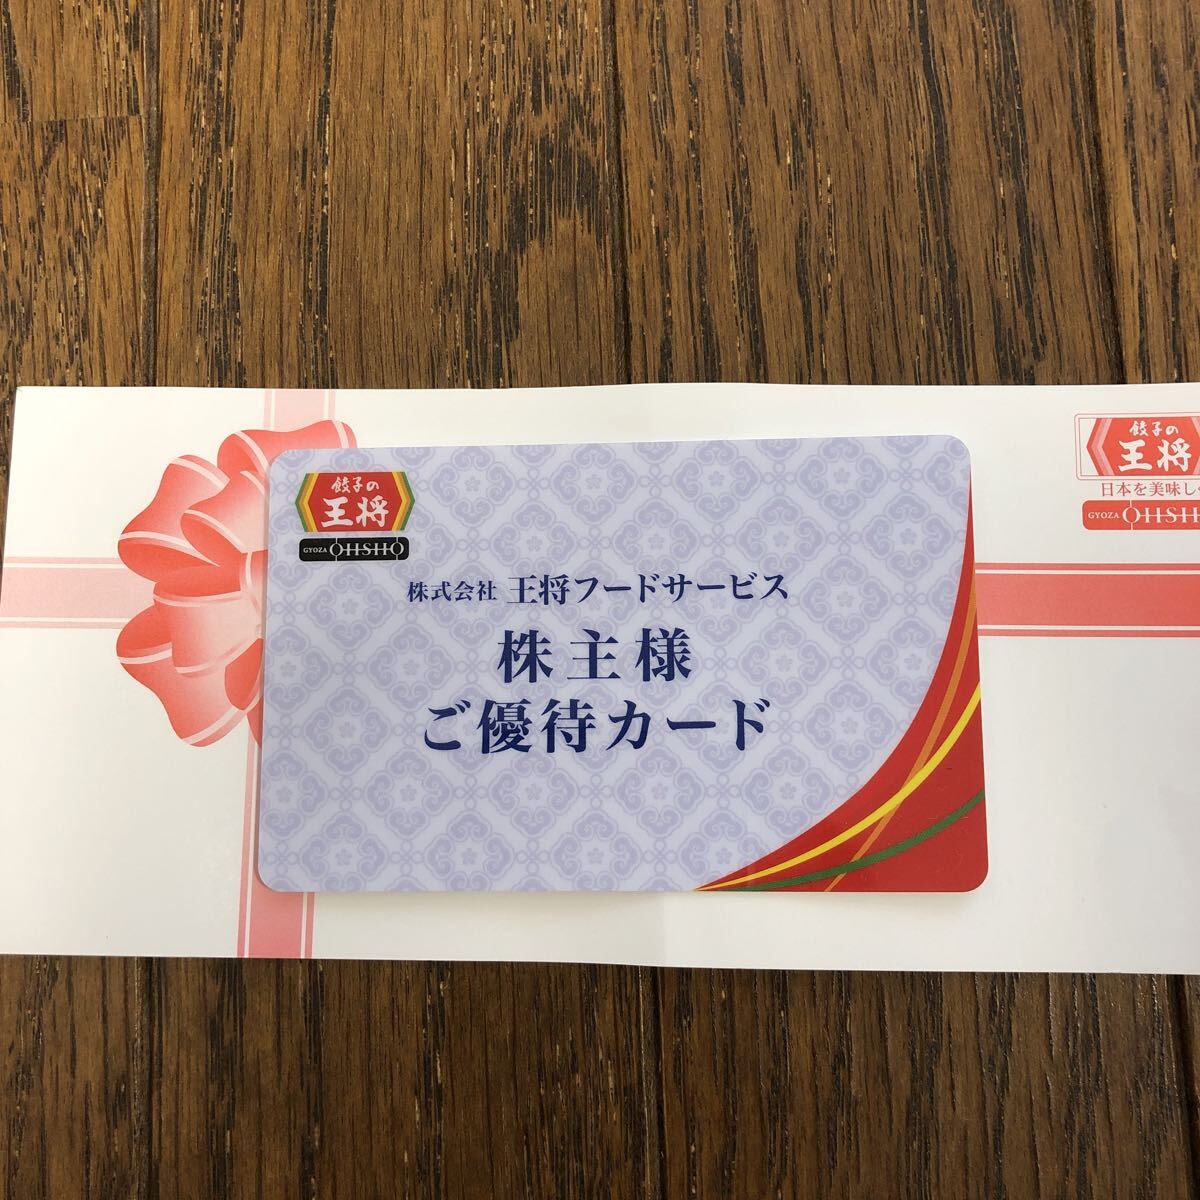 餃子の
王将
GYOZA OHSHO
株式会社 王将フードサービス
株主様
ご優待カード
餃子の
王将
日本を美味し
GYOZA OHSHO